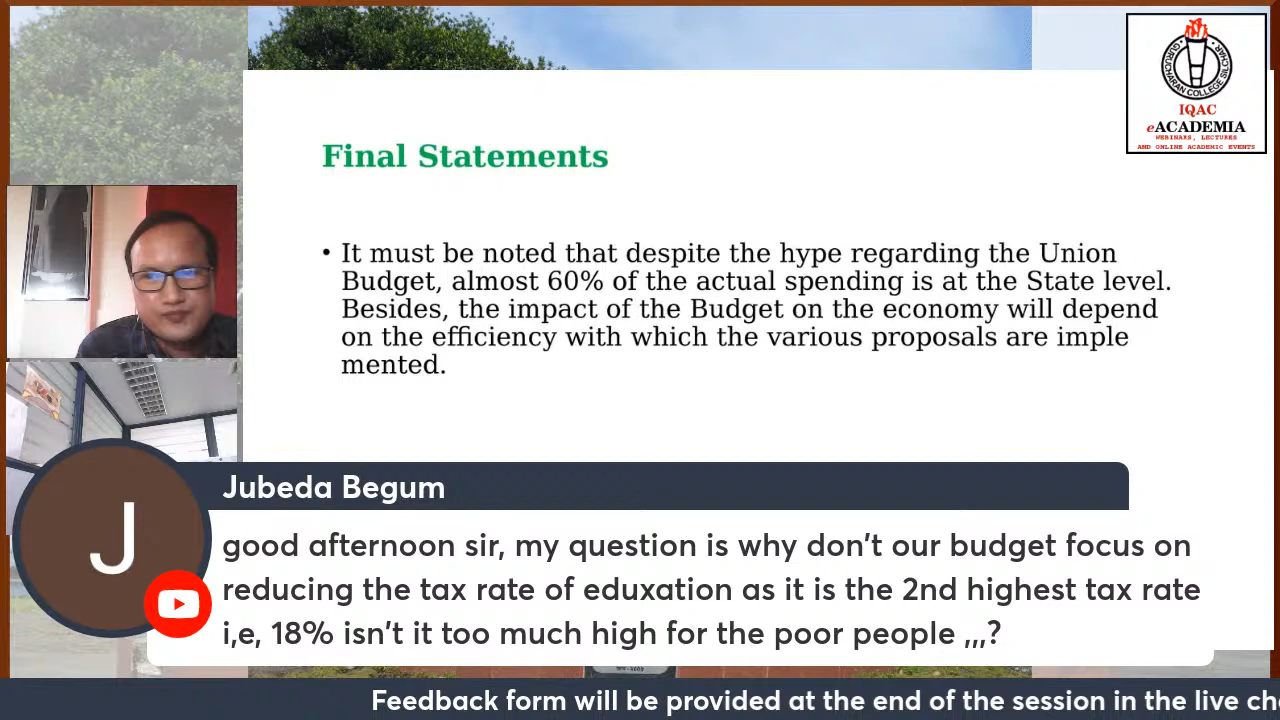 GURUCHARAN COLLEGE SILCHAR
IQAC
eACADEMIA
WEBINARS, LECTURES
AND ONLINE ACADEMIC EVENTS
Final Statements
• It must be noted that despite the hype regarding the Union
Budget, almost 60% of the actual spending is at the State level.
Besides, the impact of the Budget on the economy will depend
on the efficiency with which the various proposals are imple
mented.
J
Jubeda Begum
good afternoon sir, my question is why don't our budget focus on
reducing the tax rate of eduxation as it is the 2nd highest tax rate
i,e, 18% isn't it too much high for the poor people ,,,?
Feedback form will be provided at the end of the session in the live ch